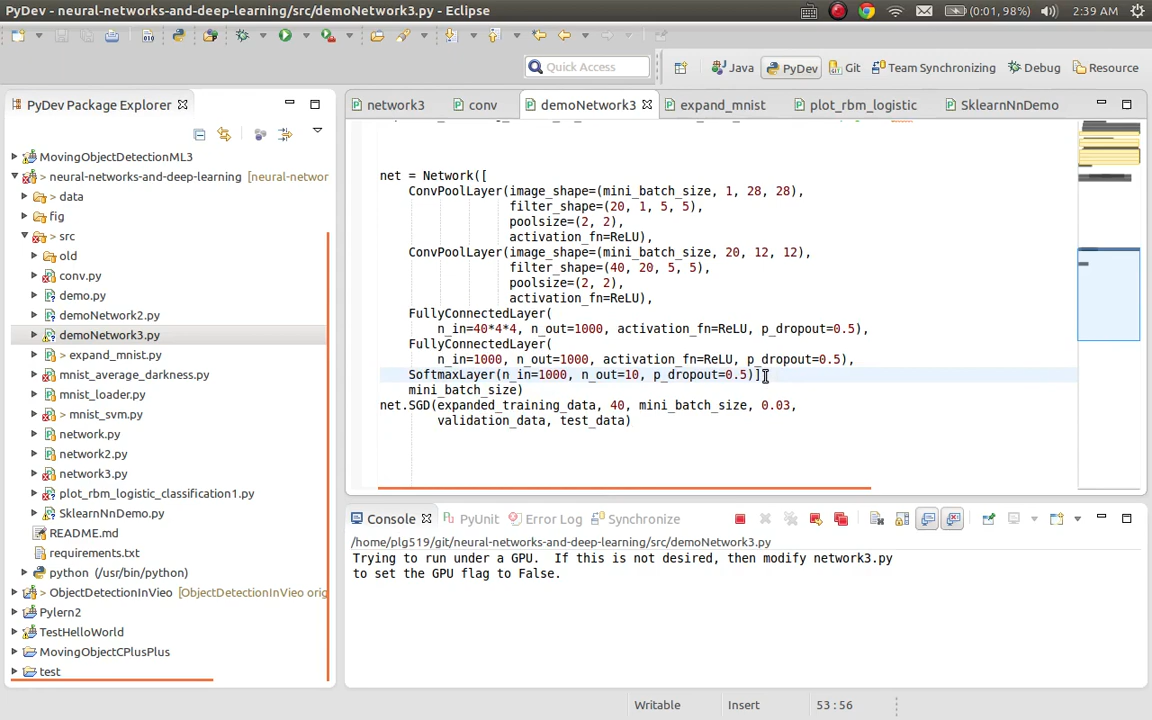 PyDev - neural-networks-and-deep-learning/src/demoNetwork3.py - Eclipse
(0:01, 98%) 2:39 AM
Quick Access
Java PyDev Git Team Synchronizing Debug Resource
PyDev Package Explorer
MovingObjectDetectionML3
neural-networks-and-deep-learning [neural-networ
> data
fig
> src
old
conv.py
demo.py
demoNetwork2.py
demoNetwork3.py
> expand_mnist.py
mnist_average_darkness.py
mnist_loader.py
> mnist_svm.py
network.py
network2.py
network3.py
plot_rbm_logistic_classification1.py
SklearnNnDemo.py
README.md
requirements.txt
python (/usr/bin/python)
> ObjectDetectionInVieo [ObjectDetectionInVieo orig
Pylern2
TestHelloWorld
MovingObjectCPlusPlus
test
network3 conv demoNetwork3 expand_mnist plot_rbm_logistic SklearnNnDemo
net = Network([
ConvPoolLayer(image_shape=(mini_batch_size, 1, 28, 28),
filter_shape=(20, 1, 5, 5),
poolsize=(2, 2),
activation_fn=ReLU),
ConvPoolLayer(image_shape=(mini_batch_size, 20, 12, 12),
filter_shape=(40, 20, 5, 5),
poolsize=(2, 2),
activation_fn=ReLU),
FullyConnectedLayer(
n_in=40*4*4, n_out=1000, activation_fn=ReLU, p_dropout=0.5),
FullyConnectedLayer(
n_in=1000, n_out=1000, activation_fn=ReLU, p_dropout=0.5),
SoftmaxLayer(n_in=1000, n_out=10, p_dropout=0.5)],
mini_batch_size)
net.SGD(expanded_training_data, 40, mini_batch_size, 0.03,
validation_data, test_data)
Console PyUnit Error Log Synchronize
/home/plg519/git/neural-networks-and-deep-learning/src/demoNetwork3.py
Trying to run under a GPU.  If this is not desired, then modify network3.py
to set the GPU flag to False.
Writable Insert 53 : 56